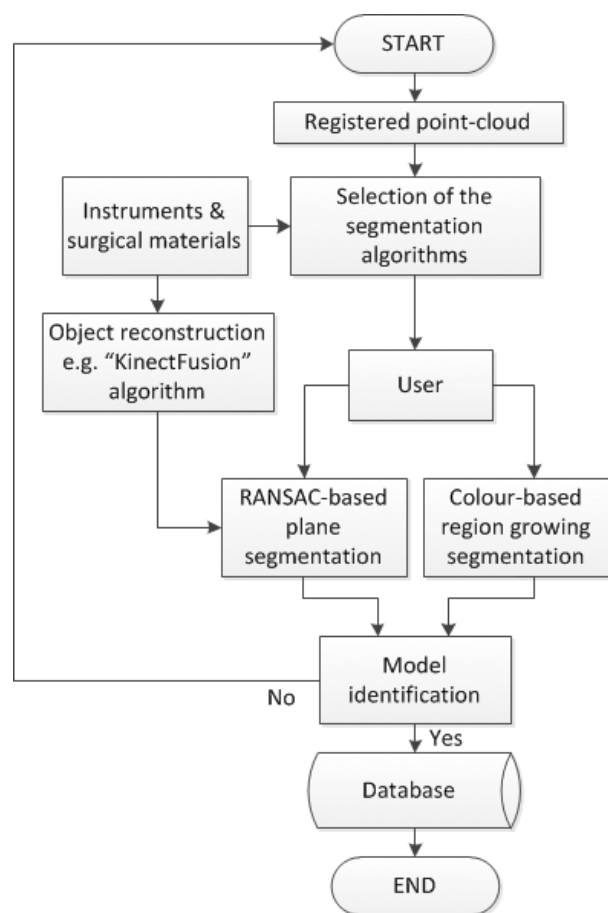 START
Registered point-cloud
Instruments &
surgical materials
Selection of the
segmentation
algorithms
Object reconstruction
e.g. “KinectFusion”
algorithm
User
RANSAC-based
plane
segmentation
Colour-based
region growing
segmentation
Model
identification
No
Yes
Database
END